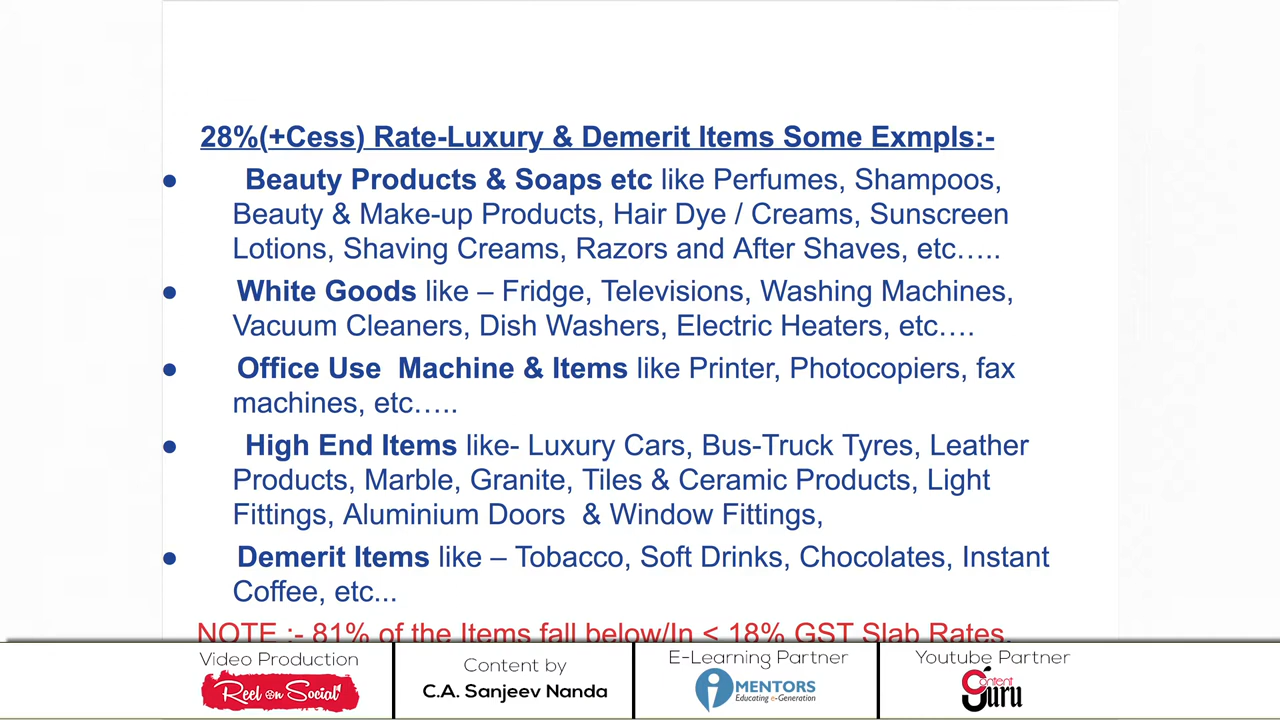 28%(+Cess) Rate-Luxury & Demerit Items Some Exmpls:-
● Beauty Products & Soaps etc like Perfumes, Shampoos,
Beauty & Make-up Products, Hair Dye / Creams, Sunscreen
Lotions, Shaving Creams, Razors and After Shaves, etc…..
● White Goods like – Fridge, Televisions, Washing Machines,
Vacuum Cleaners, Dish Washers, Electric Heaters, etc….
● Office Use  Machine & Items like Printer, Photocopiers, fax
machines, etc…..
● High End Items like- Luxury Cars, Bus-Truck Tyres, Leather
Products, Marble, Granite, Tiles & Ceramic Products, Light
Fittings, Aluminium Doors  & Window Fittings,
● Demerit Items like – Tobacco, Soft Drinks, Chocolates, Instant
Coffee, etc...
NOTE :- 81% of the Items fall below/In < 18% GST Slab Rates.
Video Production
Reel on Social
Content by
C.A. Sanjeev Nanda
E-Learning Partner
iMENTORS
Educating e-Generation
Youtube Partner
Content
Guru